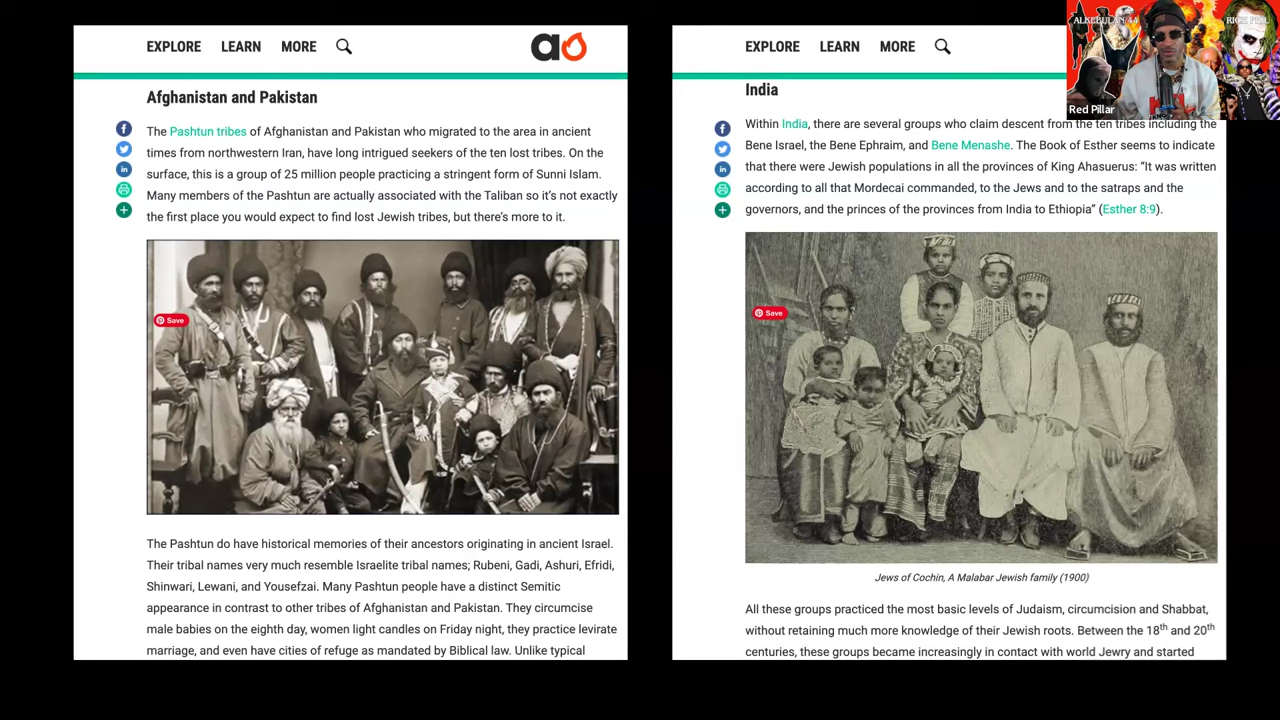 EXPLORE LEARN MORE
ao
Afghanistan and Pakistan
The Pashtun tribes of Afghanistan and Pakistan who migrated to the area in ancient
times from northwestern Iran, have long intrigued seekers of the ten lost tribes. On the
surface, this is a group of 25 million people practicing a stringent form of Sunni Islam.
Many members of the Pashtun are actually associated with the Taliban so it's not exactly
the first place you would expect to find lost Jewish tribes, but there's more to it.
Save
The Pashtun do have historical memories of their ancestors originating in ancient Israel.
Their tribal names very much resemble Israelite tribal names; Rubeni, Gadi, Ashuri, Efridi,
Shinwari, Lewani, and Yousefzai. Many Pashtun people have a distinct Semitic
appearance in contrast to other tribes of Afghanistan and Pakistan. They circumcise
male babies on the eighth day, women light candles on Friday night, they practice levirate
marriage, and even have cities of refuge as mandated by Biblical law. Unlike typical
EXPLORE LEARN MORE
India
Within India, there are several groups who claim descent from the ten tribes including the
Bene Israel, the Bene Ephraim, and Bene Menashe. The Book of Esther seems to indicate
that there were Jewish populations in all the provinces of King Ahasuerus: “It was written
according to all that Mordecai commanded, to the Jews and to the satraps and the
governors, and the princes of the provinces from India to Ethiopia” (Esther 8:9).
Save
Jews of Cochin, A Malabar Jewish family (1900)
All these groups practiced the most basic levels of Judaism, circumcision and Shabbat,
without retaining much more knowledge of their Jewish roots. Between the 18th and 20th
centuries, these groups became increasingly in contact with world Jewry and started
ALKEBULAN
RICH PHIL
Red Pillar